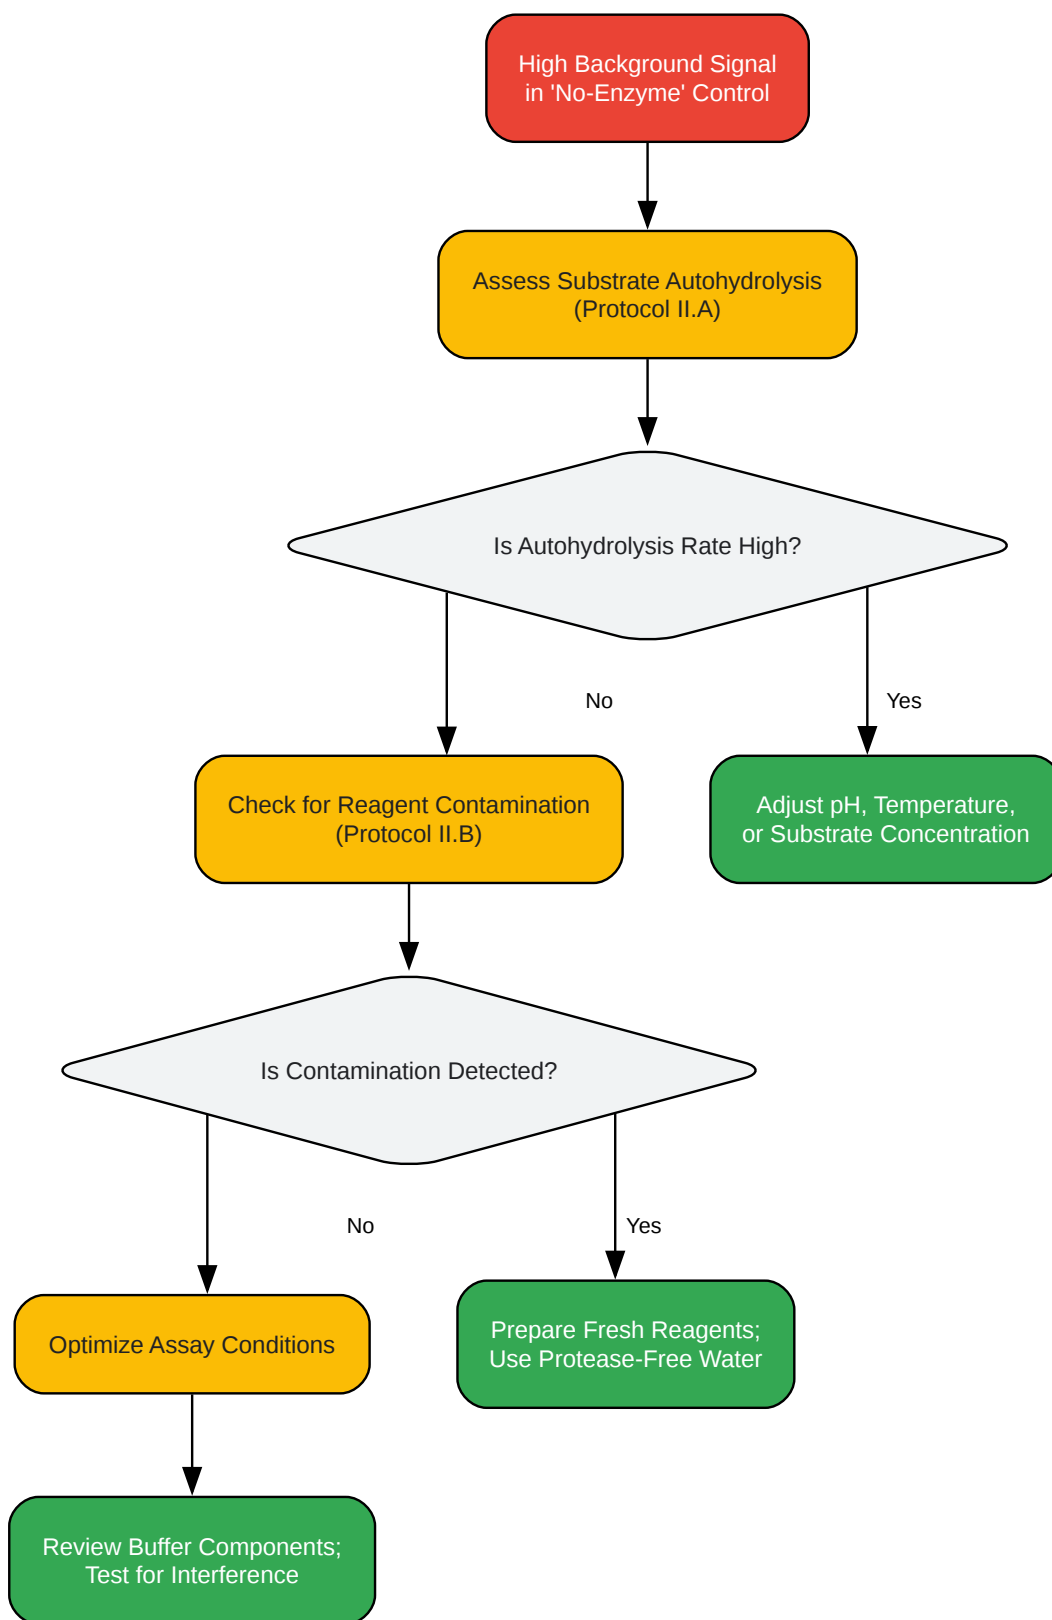 High Background Signal
in 'No-Enzyme' Control
Assess Substrate Autohydrolysis
(Protocol II.A)
Is Autohydrolysis Rate High?
No
Yes
Check for Reagent Contamination
(Protocol II.B)
Adjust pH, Temperature,
or Substrate Concentration
Is Contamination Detected?
No
Yes
Optimize Assay Conditions
Prepare Fresh Reagents;
Use Protease-Free Water
Review Buffer Components;
Test for Interference